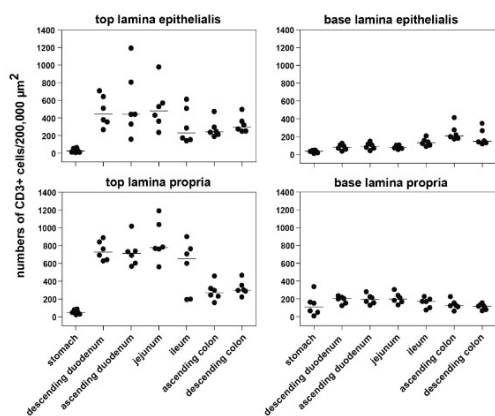 top lamina epithelialis
base lamina epithelialis
1400
1200
1000
800
600
400
200
0
1400
1200
1000
800
600
400
200
0
top lamina propria
base lamina propria
1400
1200
1000
800
600
400
200
0
1400
1200
1000
800
600
400
200
0
numbers of CD3+ cells/200,000 µm²
stomach
descending duodenum
ascending duodenum
jejunum
ileum
ascending colon
descending colon
stomach
descending duodenum
ascending duodenum
jejunum
ileum
ascending colon
descending colon